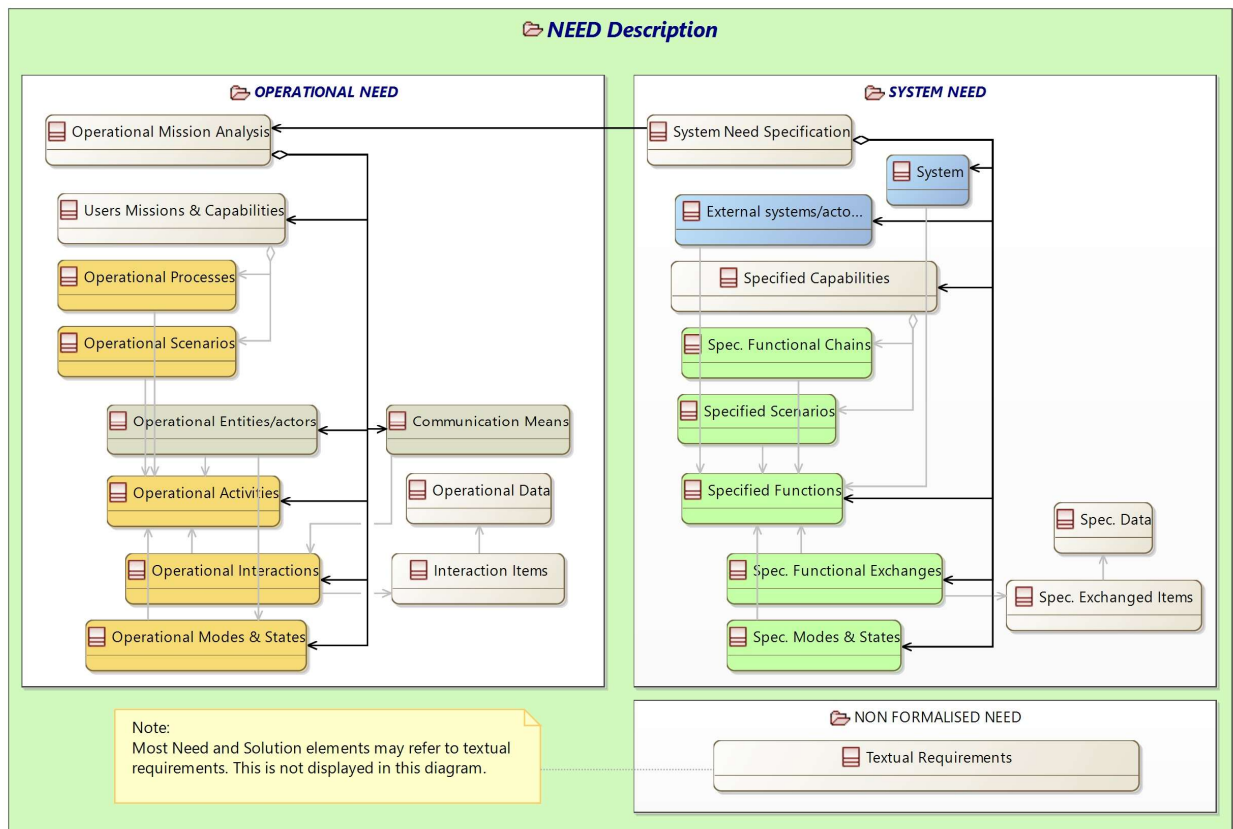 NEED Description
OPERATIONAL NEED
Operational Mission Analysis
Users Missions & Capabilities
Operational Processes
Operational Scenarios
Operational Entities/actors
Communication Means
Operational Activities
Operational Data
Operational Interactions
Interaction Items
Operational Modes & States
SYSTEM NEED
System Need Specification
System
External systems/acto...
Specified Capabilities
Spec. Functional Chains
Specified Scenarios
Specified Functions
Spec. Data
Spec. Functional Exchanges
Spec. Exchanged Items
Spec. Modes & States
Note:
Most Need and Solution elements may refer to textual
requirements. This is not displayed in this diagram.
NON FORMALISED NEED
Textual Requirements